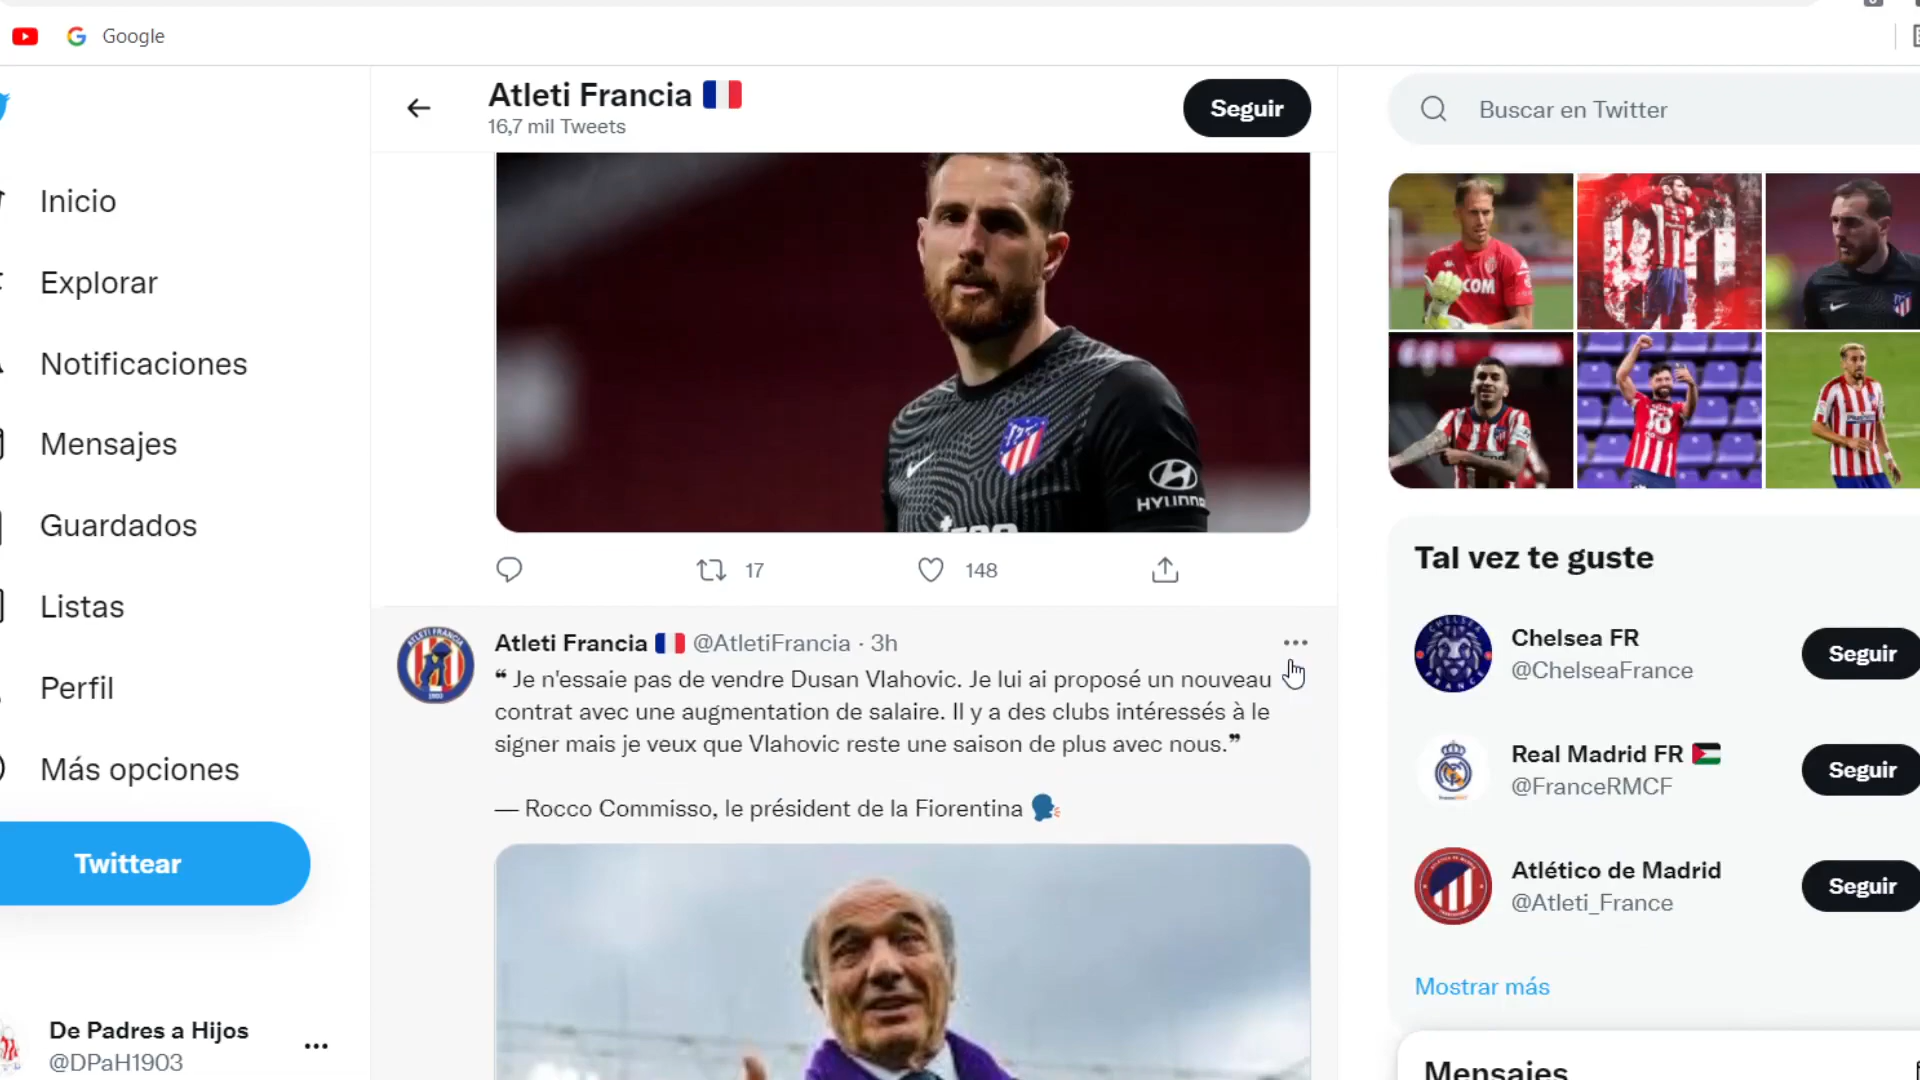 Google
Atleti Francia
16,7 mil Tweets
Seguir
Buscar en Twitter
Inicio
Explorar
Notificaciones
Mensajes
Guardados
Listas
Perfil
Más opciones
Twittear
De Padres a Hijos
@DPaH1903
HYUNDAI
17
148
Atleti Francia @AtletiFrancia · 3h
❝ Je n'essaie pas de vendre Dusan Vlahovic. Je lui ai proposé un nouveau
contrat avec une augmentation de salaire. Il y a des clubs intéressés à le
signer mais je veux que Vlahovic reste une saison de plus avec nous.❞
— Rocco Commisso, le président de la Fiorentina
Tal vez te guste
Chelsea FR
@ChelseaFrance
Seguir
Real Madrid FR
@FranceRMCF
Seguir
Atlético de Madrid
@Atleti_France
Seguir
Mostrar más
Mensajes